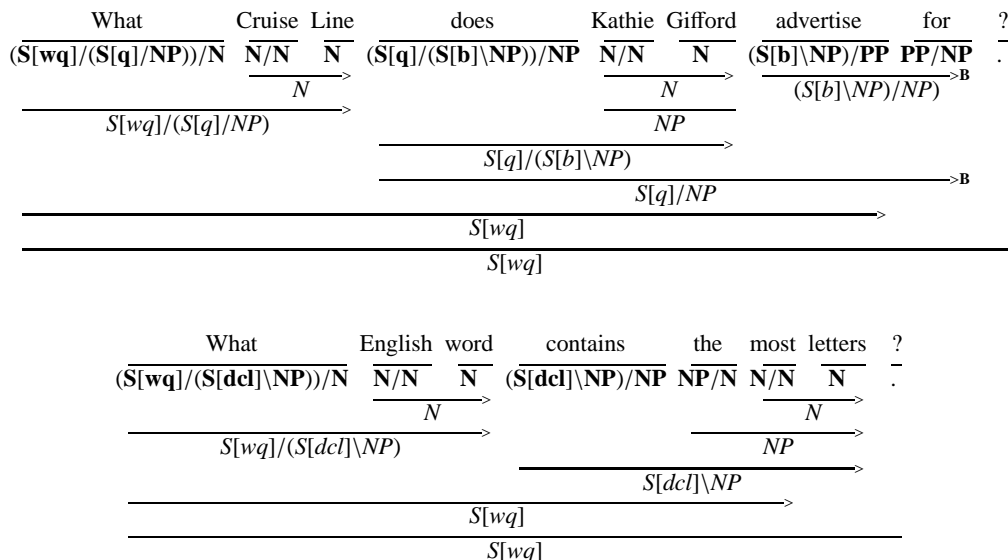 What Cruise Line does Kathie Gifford advertise for ?
(S[wq]/(S[q]/NP))/N N/N N (S[q]/(S[b]\NP))/NP N/N N (S[b]\NP)/PP PP/NP .
> > >B
N N (S[b]\NP)/NP)
>
S[wq]/(S[q]/NP) NP
>
S[q]/(S[b]\NP)
>B
S[q]/NP
>
S[wq]
S[wq]
What English word contains the most letters ?
(S[wq]/(S[dcl]\NP))/N N/N N (S[dcl]\NP)/NP NP/N N/N N .
> >
N N
> >
S[wq]/(S[dcl]\NP) NP
>
S[dcl]\NP
>
S[wq]
S[wq]